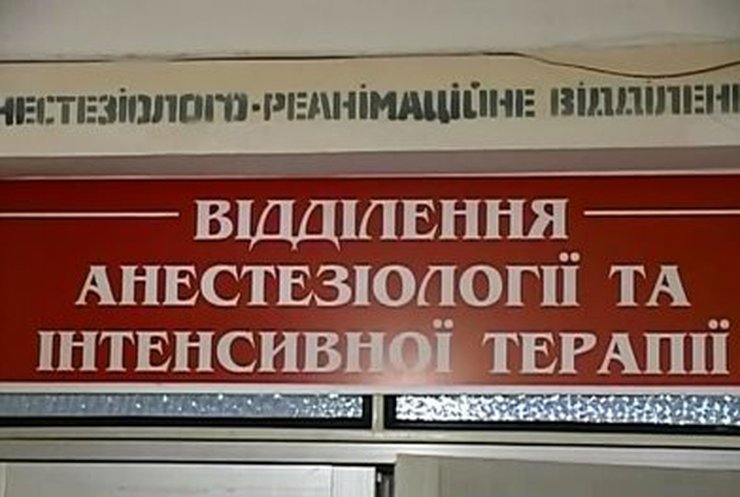 НЕСТЕЗІОЛОГО-РЕАНІМАЦІЙНЕ ВІДДІЛЕН
ВІДДІЛЕННЯ
АНЕСТЕЗІОЛОГІЇ ТА
ІНТЕНСИВНОЇ ТЕРАПІЇ